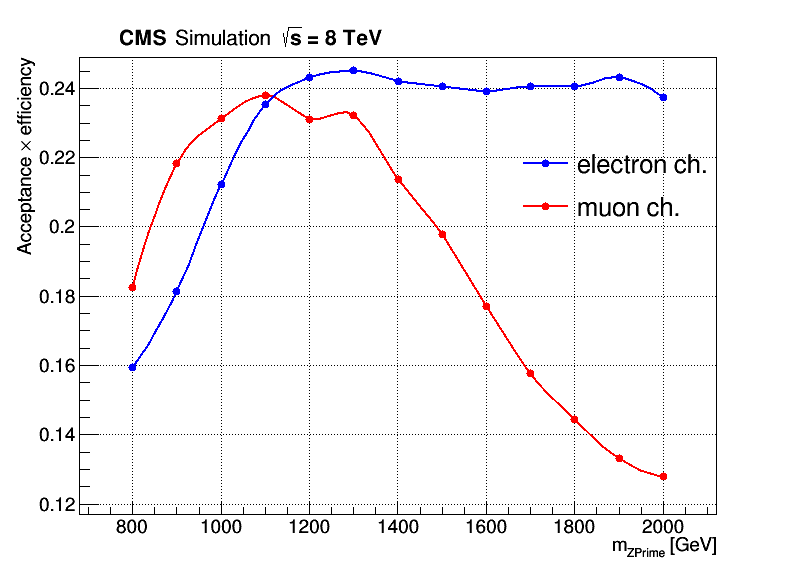 CMS Simulation √s = 8 TeV
Acceptance × efficiency
0.24
0.22
0.2
0.18
0.16
0.14
0.12
electron ch.
muon ch.
800 1000 1200 1400 1600 1800 2000
mZPrime [GeV]